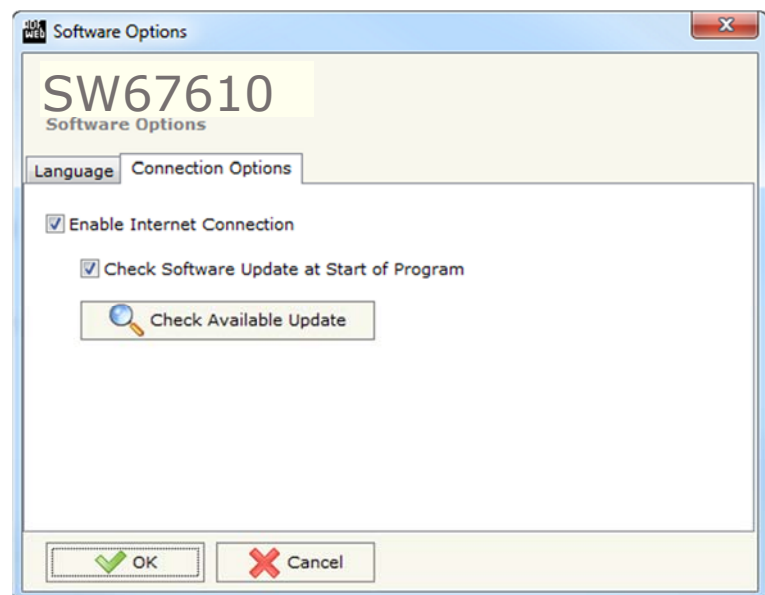 Software Options
SW67610
Software Options
Language Connection Options
Enable Internet Connection
Check Software Update at Start of Program
Check Available Update
OK Cancel